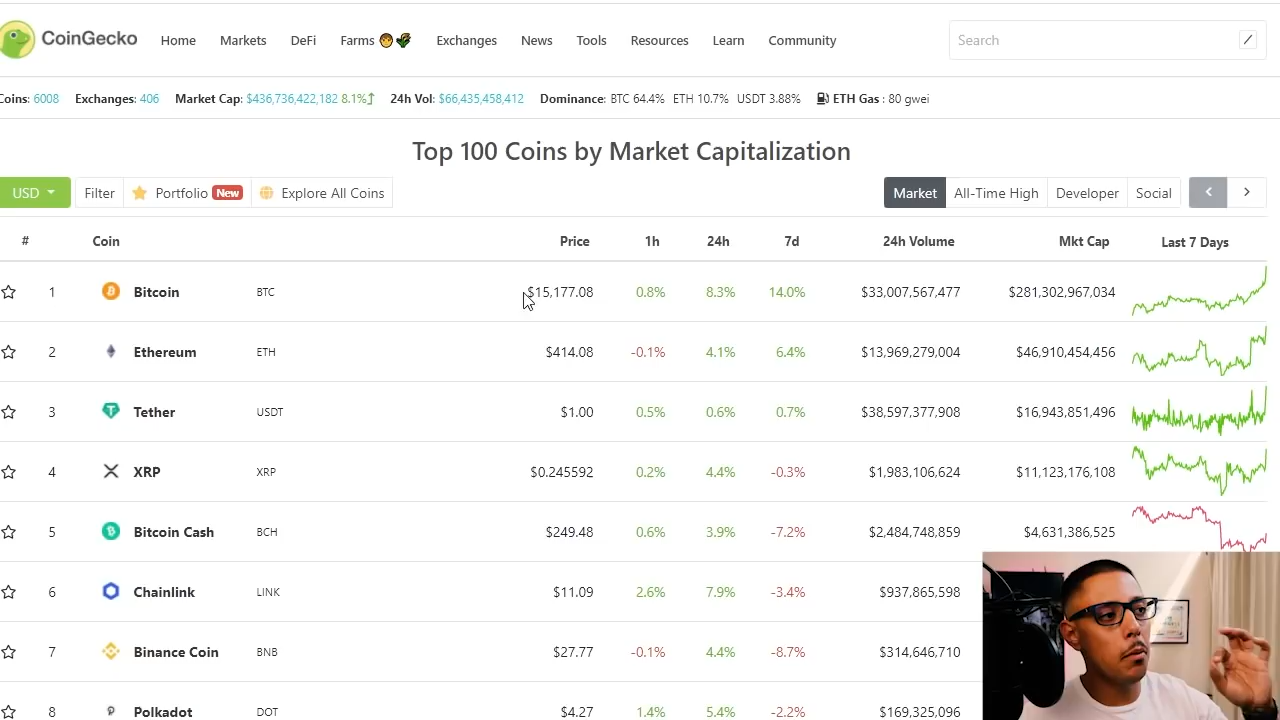 CoinGecko Home Markets DeFi Farms Exchanges News Tools Resources Learn Community Search /
Coins: 6008 Exchanges: 406 Market Cap: $436,736,422,182 8.1% 24h Vol: $66,435,458,412 Dominance: BTC 64.4% ETH 10.7% USDT 3.88% ETH Gas : 80 gwei
Top 100 Coins by Market Capitalization
USD Filter Portfolio New Explore All Coins Market All-Time High Developer Social < >
# Coin Price 1h 24h 7d 24h Volume Mkt Cap Last 7 Days
1 Bitcoin BTC $15,177.08 0.8% 8.3% 14.0% $33,007,567,477 $281,302,967,034
2 Ethereum ETH $414.08 -0.1% 4.1% 6.4% $13,969,279,004 $46,910,454,456
3 Tether USDT $1.00 0.5% 0.6% 0.7% $38,597,377,908 $16,943,851,496
4 XRP XRP $0.245592 0.2% 4.4% -0.3% $1,983,106,624 $11,123,176,108
5 Bitcoin Cash BCH $249.48 0.6% 3.9% -7.2% $2,484,748,859 $4,631,386,525
6 Chainlink LINK $11.09 2.6% 7.9% -3.4% $937,865,598
7 Binance Coin BNB $27.77 -0.1% 4.4% -8.7% $314,646,710
8 Polkadot DOT $4.27 1.4% 5.4% -2.2% $169,325,096